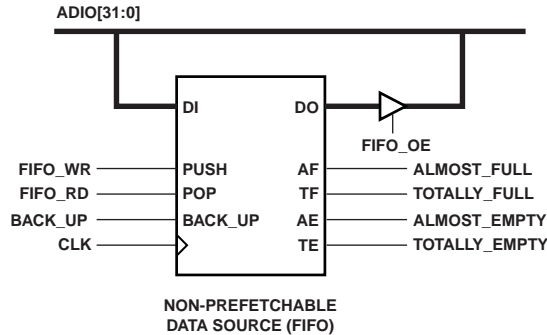 ADIO[31:0]
DI DO
FIFO_OE
FIFO_WR PUSH AF ALMOST_FULL
FIFO_RD POP TF TOTALLY_FULL
BACK_UP BACK_UP AE ALMOST_EMPTY
CLK TE TOTALLY_EMPTY
NON-PREFETCHABLE
DATA SOURCE (FIFO)